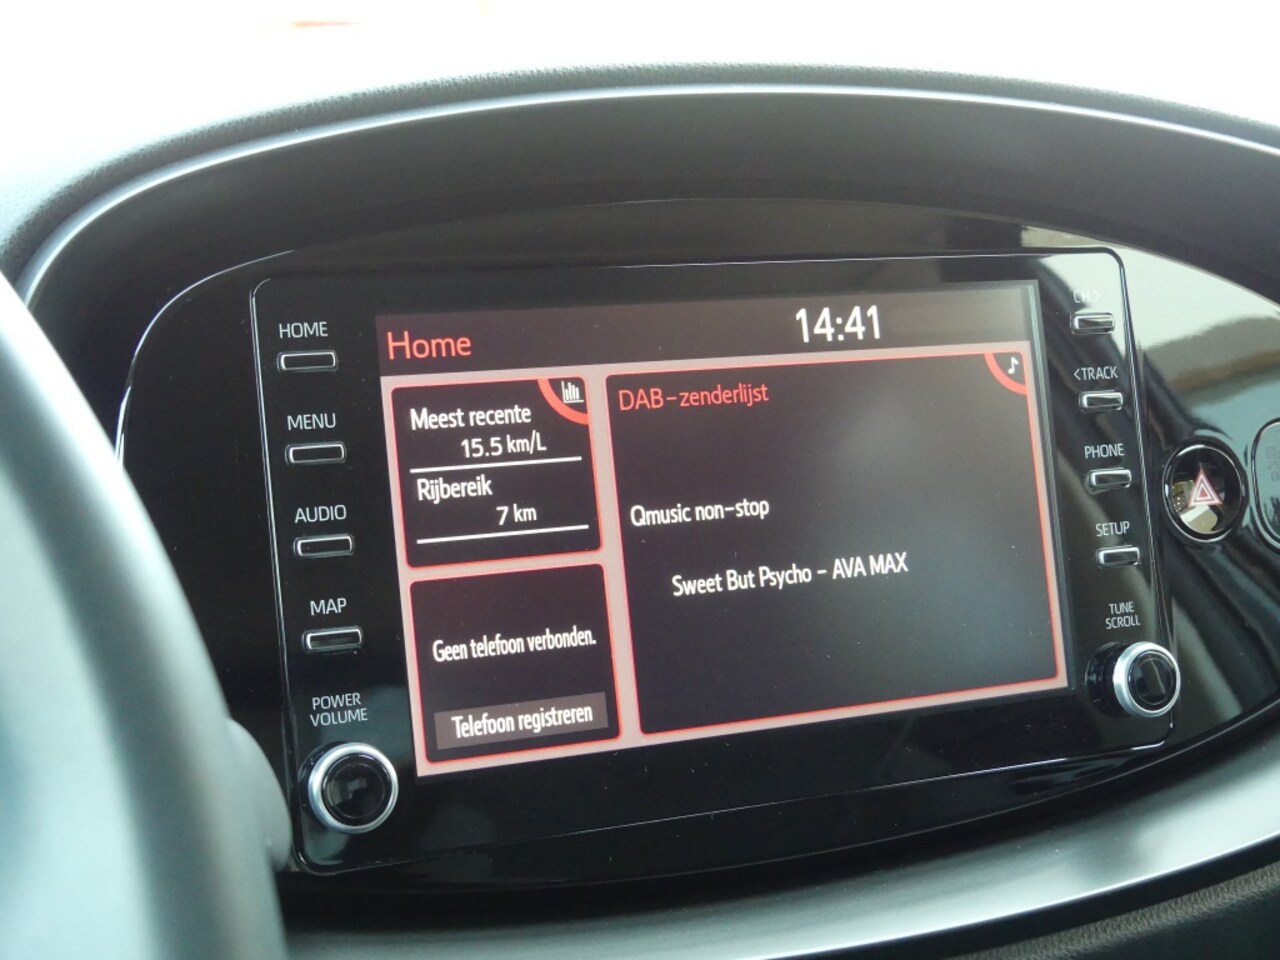 HOME
MENU
AUDIO
MAP
POWER
VOLUME
Home
14:41
Meest recente
15.5 km/L
Rijbereik
7 km
Geen telefoon verbonden.
Telefoon registreren
DAB-zenderlijst
Qmusic non-stop
Sweet But Psycho - AVA MAX
CH>
<TRACK
PHONE
SETUP
TUNE
SCROLL